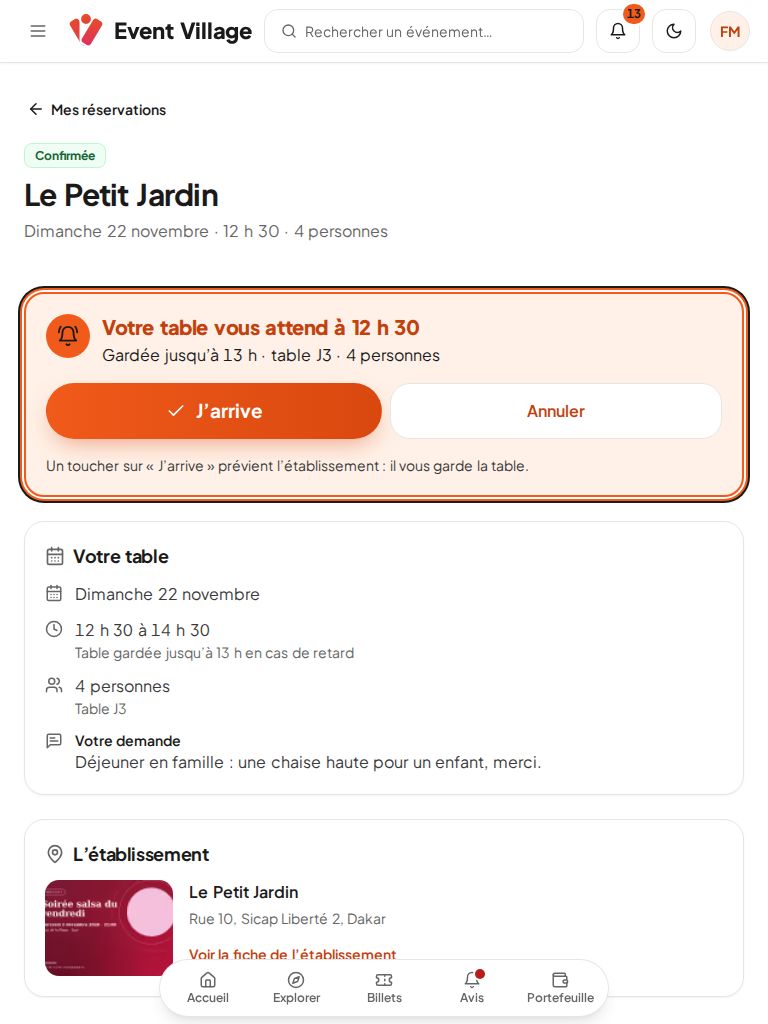 Event Village
Rechercher un événement…
13
FM
Mes réservations
Confirmée
Le Petit Jardin
Dimanche 22 novembre · 12 h 30 · 4 personnes
Votre table vous attend à 12 h 30
Gardée jusqu’à 13 h · table J3 · 4 personnes
J’arrive
Annuler
Un toucher sur « J’arrive » prévient l’établissement : il vous garde la table.
Votre table
Dimanche 22 novembre
12 h 30 à 14 h 30
Table gardée jusqu’à 13 h en cas de retard
4 personnes
Table J3
Votre demande
Déjeuner en famille : une chaise haute pour un enfant, merci.
L’établissement
Soirée salsa du
vendredi
Le Petit Jardin
Rue 10, Sicap Liberté 2, Dakar
Voir la fiche de l’établissement
Accueil
Explorer
Billets
Avis
Portefeuille